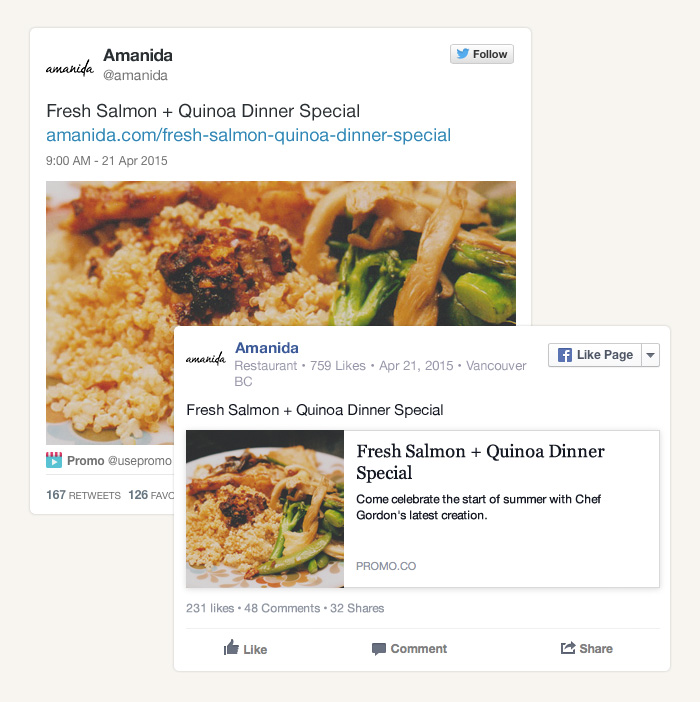 amanida
Amanida
@amanida
Follow
Fresh Salmon + Quinoa Dinner Special
amanida.com/fresh-salmon-quinoa-dinner-special
9:00 AM - 21 Apr 2015
Promo @usepromo
167 RETWEETS 126 FAVO
amanida
Amanida
Restaurant • 759 Likes • Apr 21, 2015 • Vancouver
BC
Like Page
Fresh Salmon + Quinoa Dinner Special
Fresh Salmon + Quinoa Dinner
Special
Come celebrate the start of summer with Chef
Gordon's latest creation.
PROMO.CO
231 likes • 48 Comments • 32 Shares
Like Comment Share